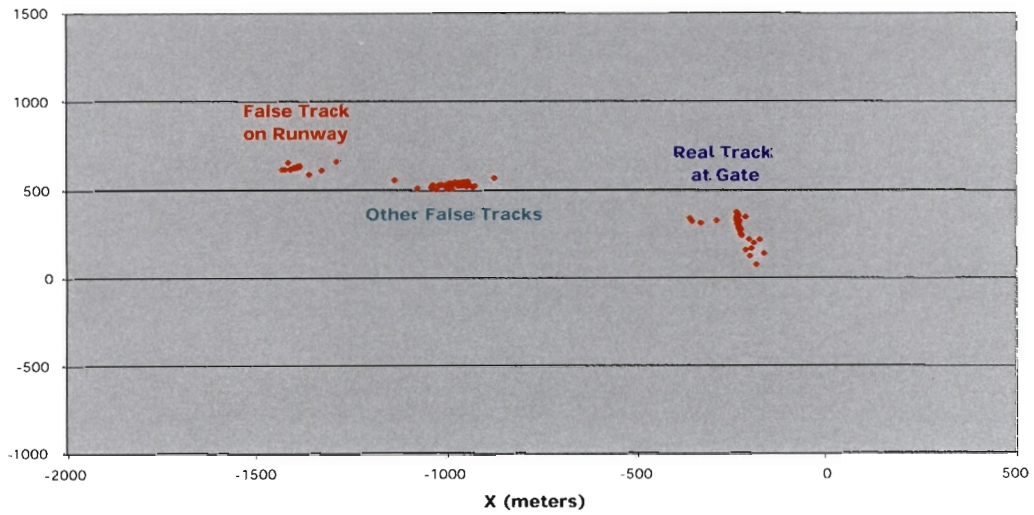 1500
1000
False Track
on Runway
Real Track
at Gate
500
Other False Tracks
0
-500
-1000
-2000 -1500 -1000 -500 0 500
X (meters)